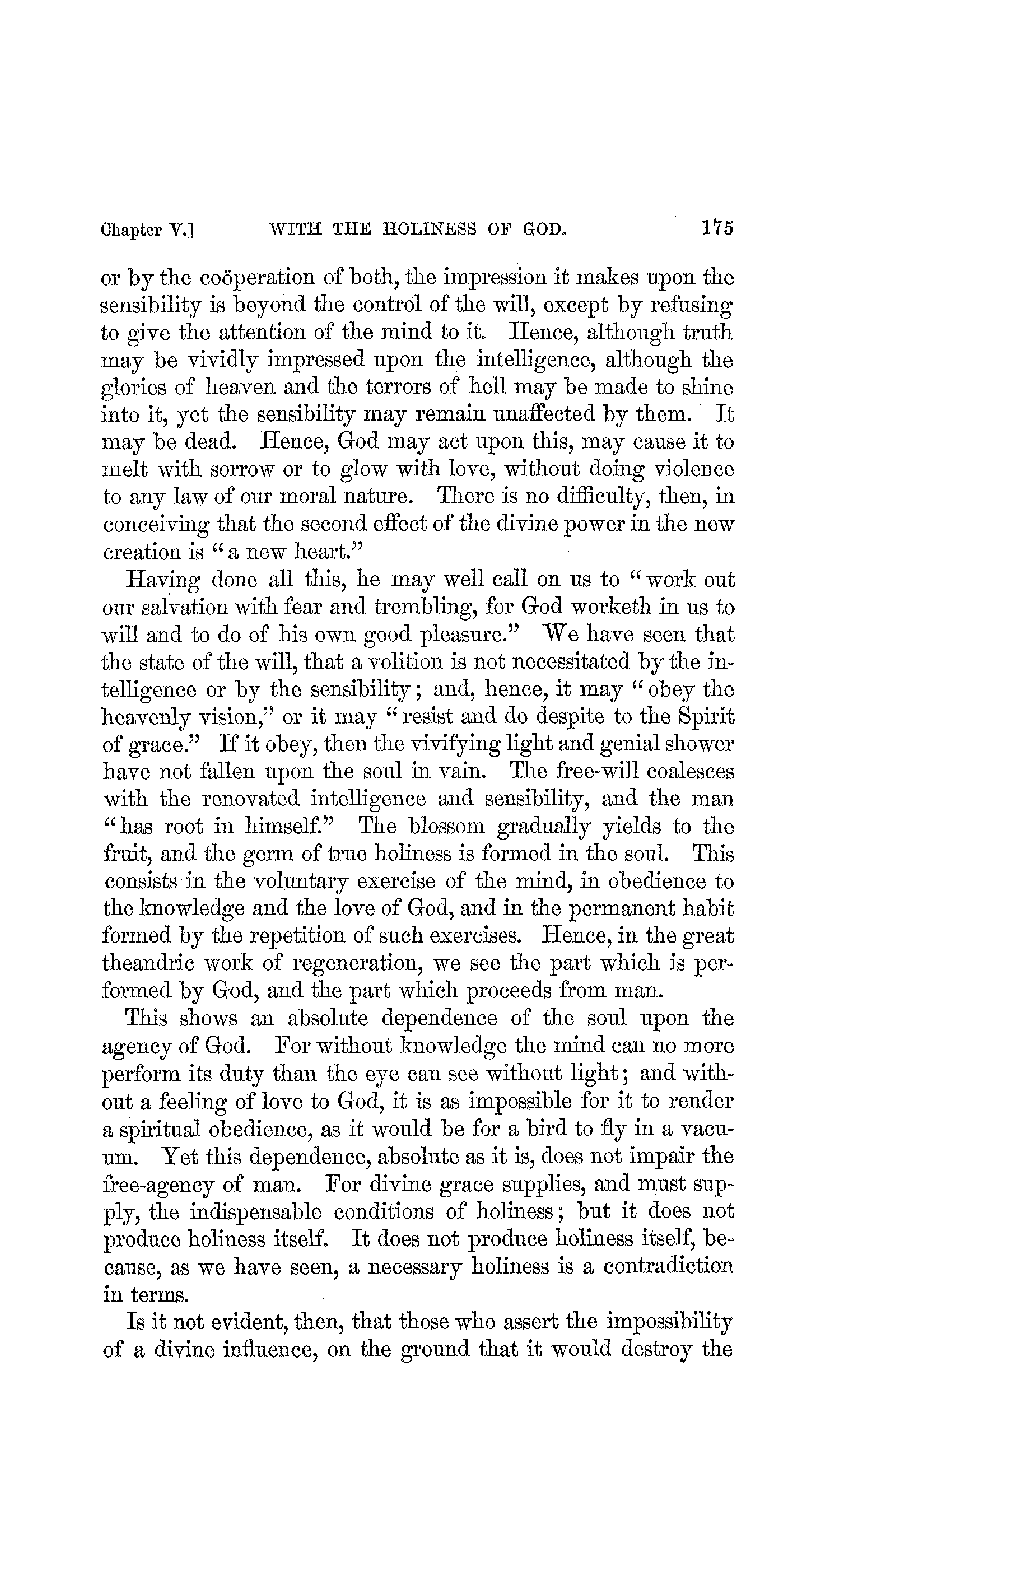 Chapter V.] WITH THE HOLINESS OF GOD. 175
or by the coöperation of both, the impression it makes upon the
sensibility is beyond the control of the will, except by refusing
to give the attention of the mind to it. Hence, although truth
may be vividly impressed upon the intelligence, although the
glories of heaven and the terrors of hell may be made to shine
into it, yet the sensibility may remain unaffected by them. It
may be dead. Hence, God may act upon this, may cause it to
melt with sorrow or to glow with love, without doing violence
to any law of our moral nature. There is no difficulty, then, in
conceiving that the second effect of the divine power in the new
creation is “a new heart.”
Having done all this, he may well call on us to “work out
our salvation with fear and trembling, for God worketh in us to
will and to do of his own good pleasure.” We have seen that
the state of the will, that a volition is not necessitated by the in-
telligence or by the sensibility; and, hence, it may “obey the
heavenly vision,” or it may “resist and do despite to the Spirit
of grace.” If it obey, then the vivifying light and genial shower
have not fallen upon the soul in vain. The free-will coalesces
with the renovated intelligence and sensibility, and the man
“has root in himself.” The blossom gradually yields to the
fruit, and the germ of true holiness is formed in the soul. This
consists in the voluntary exercise of the mind, in obedience to
the knowledge and the love of God, and in the permanent habit
formed by the repetition of such exercises. Hence, in the great
theandric work of regeneration, we see the part which is per-
formed by God, and the part which proceeds from man.
This shows an absolute dependence of the soul upon the
agency of God. For without knowledge the mind can no more
perform its duty than the eye can see without light; and with-
out a feeling of love to God, it is as impossible for it to render
a spiritual obedience, as it would be for a bird to fly in a vacu-
um. Yet this dependence, absolute as it is, does not impair the
free-agency of man. For divine grace supplies, and must sup-
ply, the indispensable conditions of holiness; but it does not
produce holiness itself. It does not produce holiness itself, be-
cause, as we have seen, a necessary holiness is a contradiction
in terms.
Is it not evident, then, that those who assert the impossibility
of a divine influence, on the ground that it would destroy the